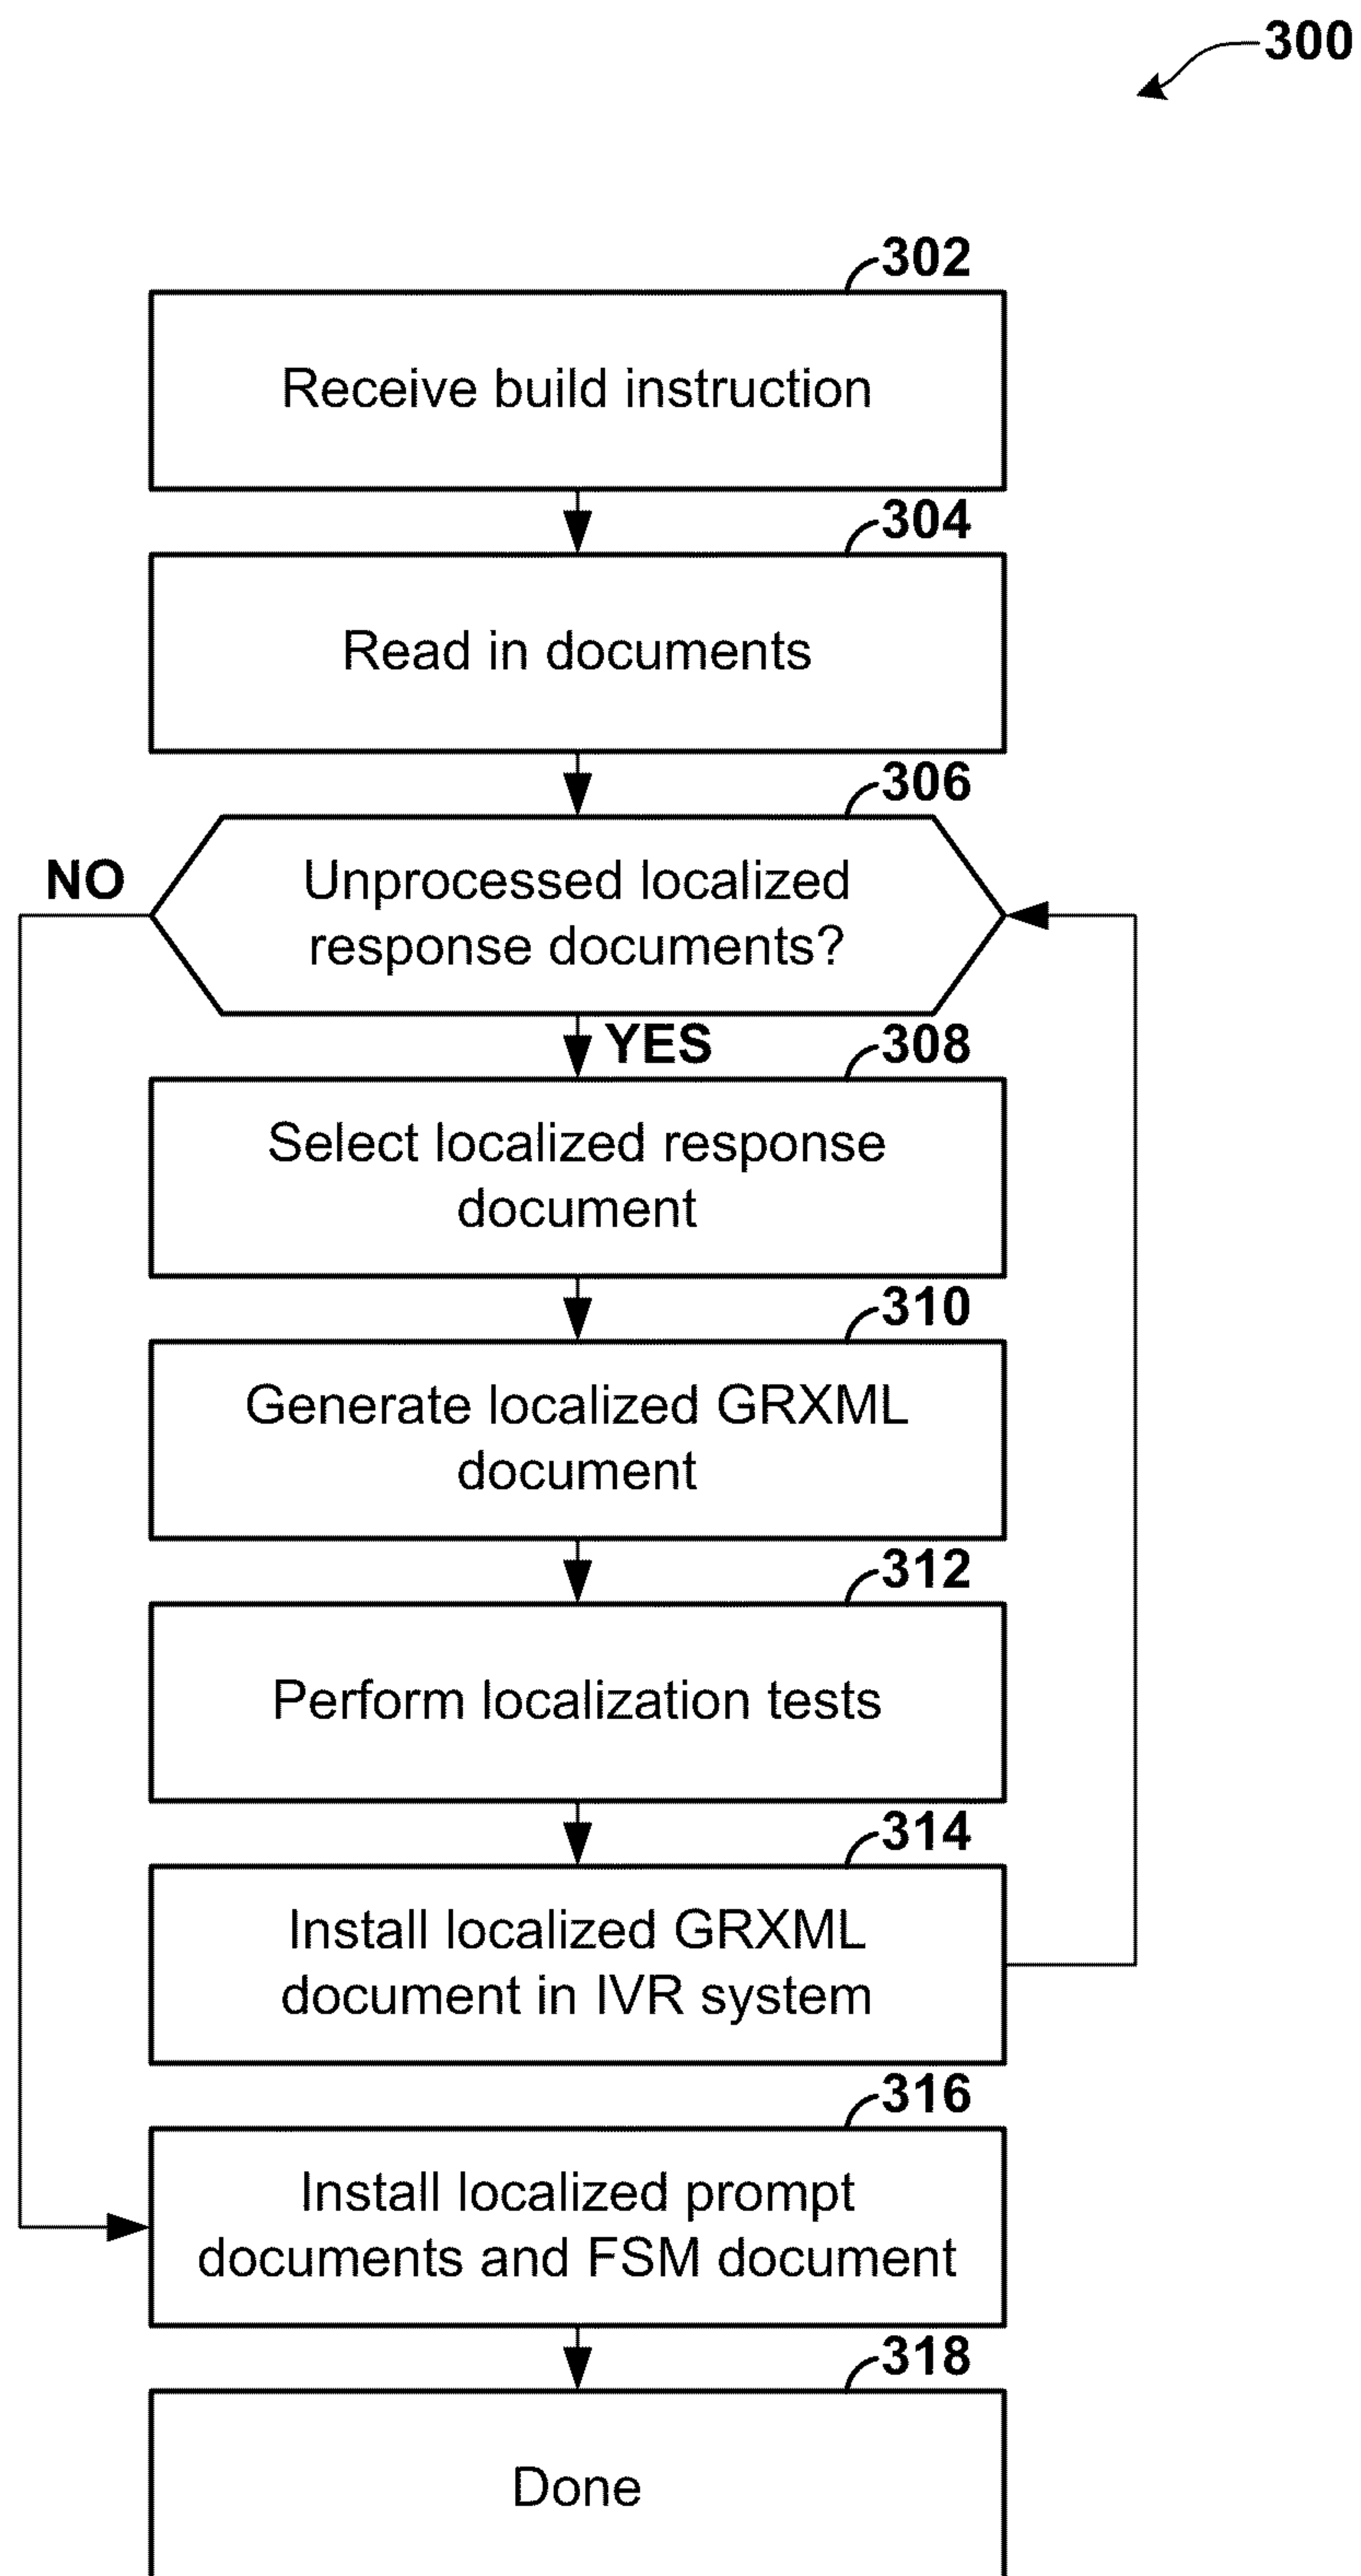 300
302
Receive build instruction
304
Read in documents
306
NO
Unprocessed localized
response documents?
YES
308
Select localized response
document
310
Generate localized GRXML
document
312
Perform localization tests
314
Install localized GRXML
document in IVR system
316
Install localized prompt
documents and FSM document
318
Done